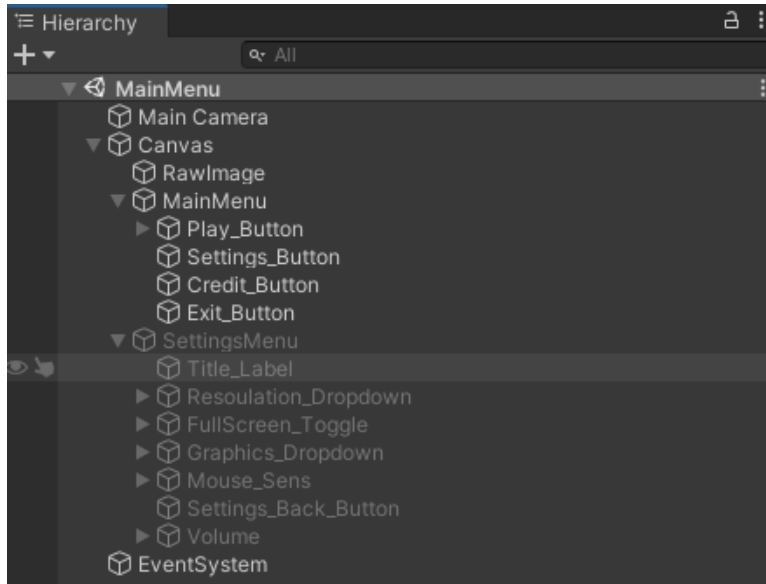 Hierarchy
All
MainMenu
Main Camera
Canvas
RawImage
MainMenu
Play_Button
Settings_Button
Credit_Button
Exit_Button
SettingsMenu
Title_Label
Resoulation_Dropdown
FullScreen_Toggle
Graphics_Dropdown
Mouse_Sens
Settings_Back_Button
Volume
EventSystem